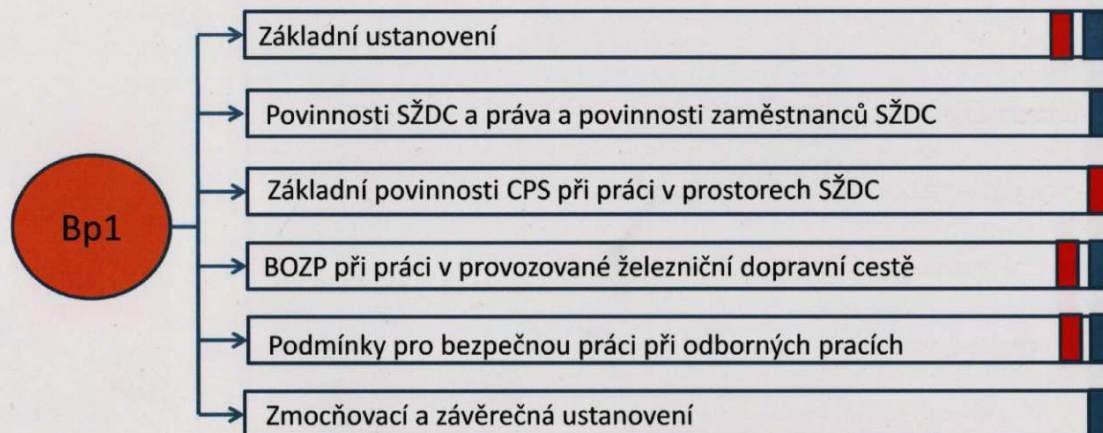 Základní ustanovení
Povinnosti SŽDC a práva a povinnosti zaměstnanců SŽDC
Základní povinnosti CPS při práci v prostorech SŽDC
Bp1
BOZP při práci v provozované železniční dopravní cestě
Podmínky pro bezpečnou práci při odborných pracích
Zmocňovací a závěrečná ustanovení